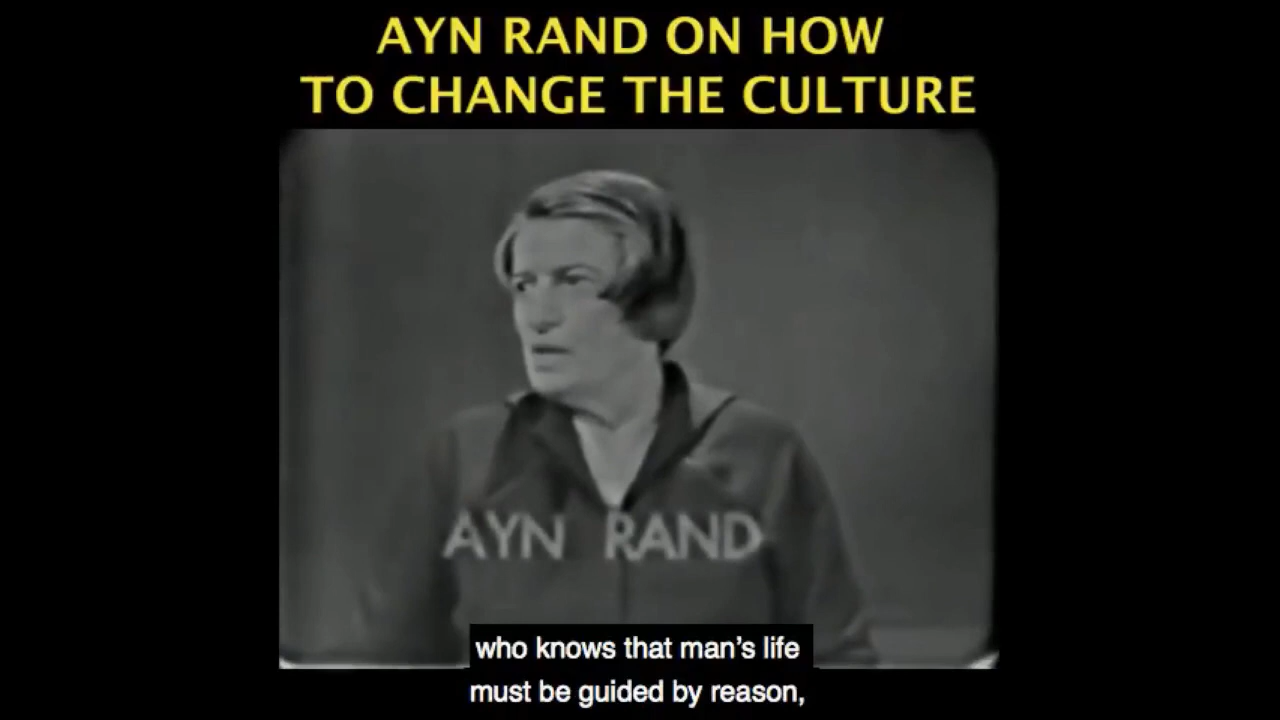 AYN RAND ON HOW
TO CHANGE THE CULTURE
AYN RAND
who knows that man's life
must be guided by reason,